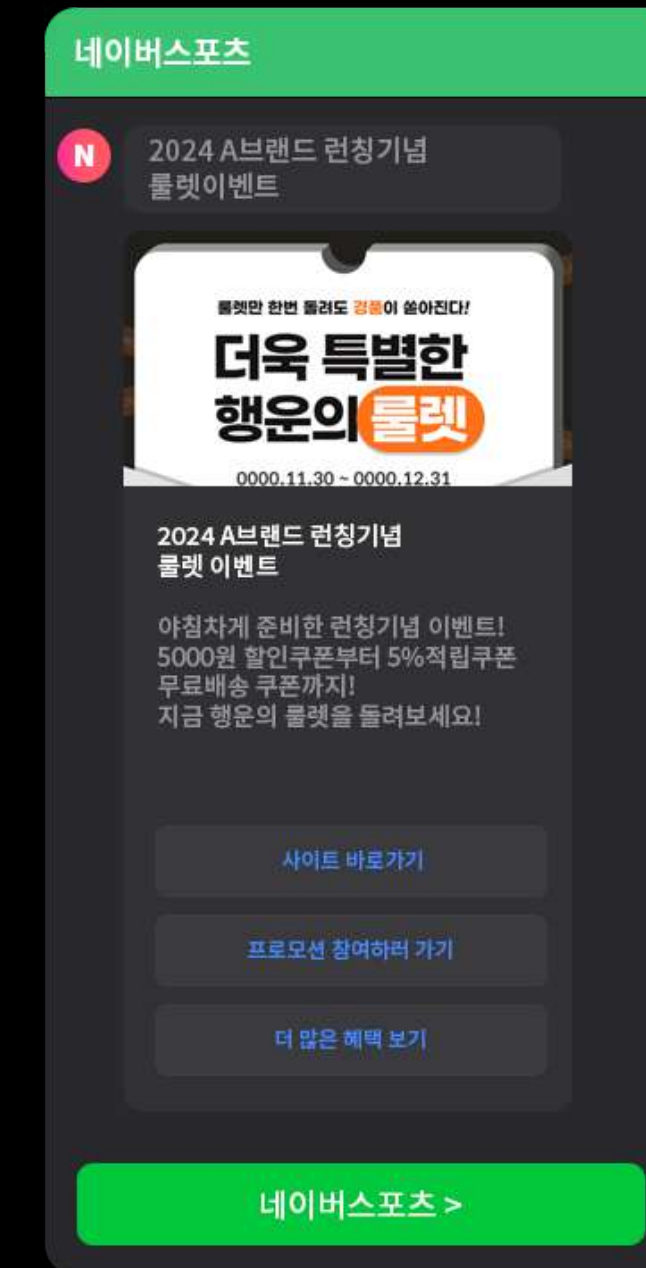 네이버스포츠
N
2024 A브랜드 런칭기념
룰렛이벤트
룰렛만 한번 돌려도 경품이 쏟아진다!
더욱 특별한
행운의 룰렛
0000.11.30 ~ 0000.12.31
2024 A브랜드 런칭기념
룰렛 이벤트
야침차게 준비한 런칭기념 이벤트!
5000원 할인쿠폰부터 5%적립쿠폰
무료배송 쿠폰까지!
지금 행운의 룰렛을 돌려보세요!
사이트 바로가기
프로모션 참여하러 가기
더 많은 혜택 보기
네이버스포츠 >